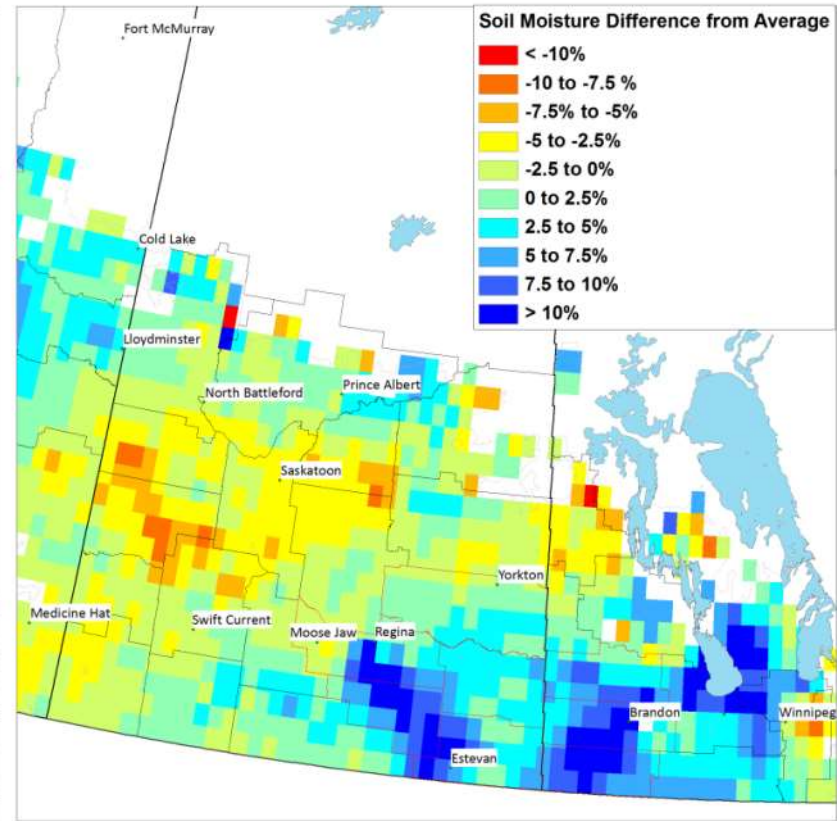 Soil Moisture Difference from Average
< -10%
-10 to -7.5 %
-7.5% to -5%
-5 to -2.5%
-2.5 to 0%
0 to 2.5%
2.5 to 5%
5 to 7.5%
7.5 to 10%
> 10%
Fort McMurray
Cold Lake
Lloydminster
North Battleford
Prince Albert
Saskatoon
Yorkton
Medicine Hat
Swift Current
Moose Jaw
Regina
Brandon
Winnipeg
Estevan